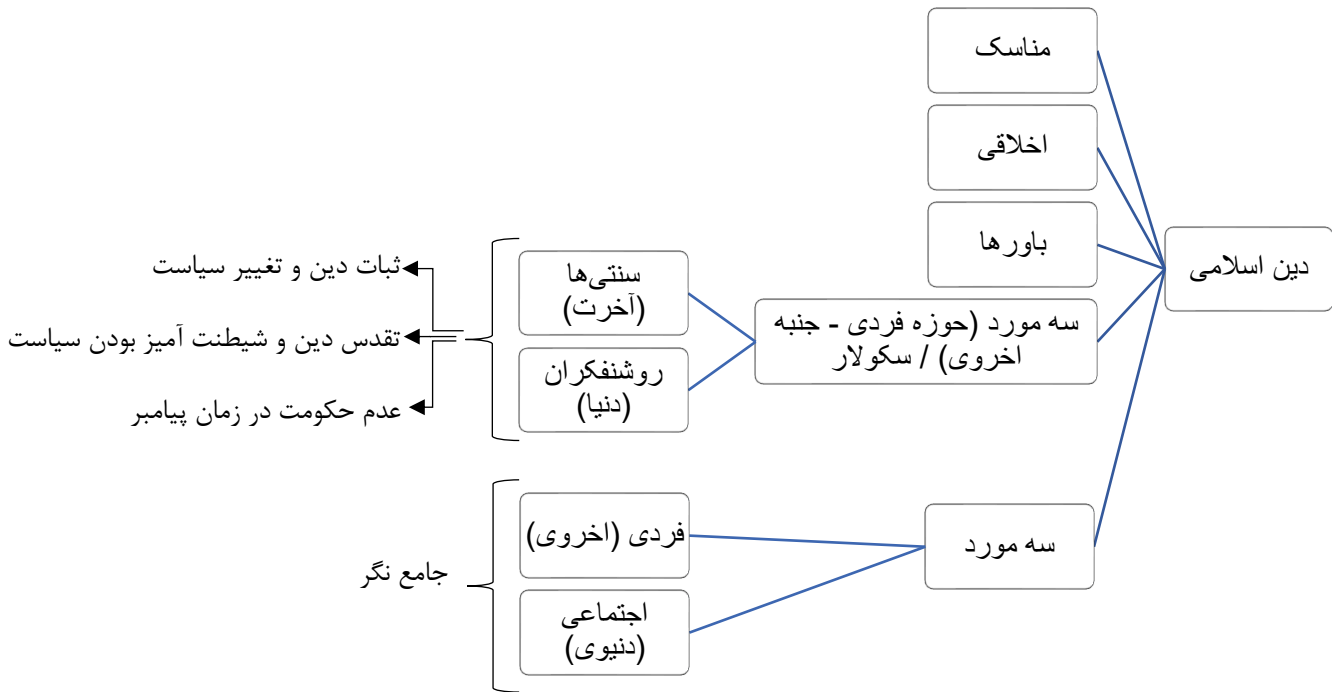 دین اسلامی
مناسک
اخلاقی
باورها
سه مورد (حوزه فردی - جنبه
اخروی) / سکولار
سنتی‌ها
(آخرت)
روشنفکران
(دنیا)
ثبات دین و تغییر سیاست
تقدس دین و شیطنت آمیز بودن سیاست
عدم حکومت در زمان پیامبر
سه مورد
فردی (اخروی)
اجتماعی
(دنیوی)
جامع نگر